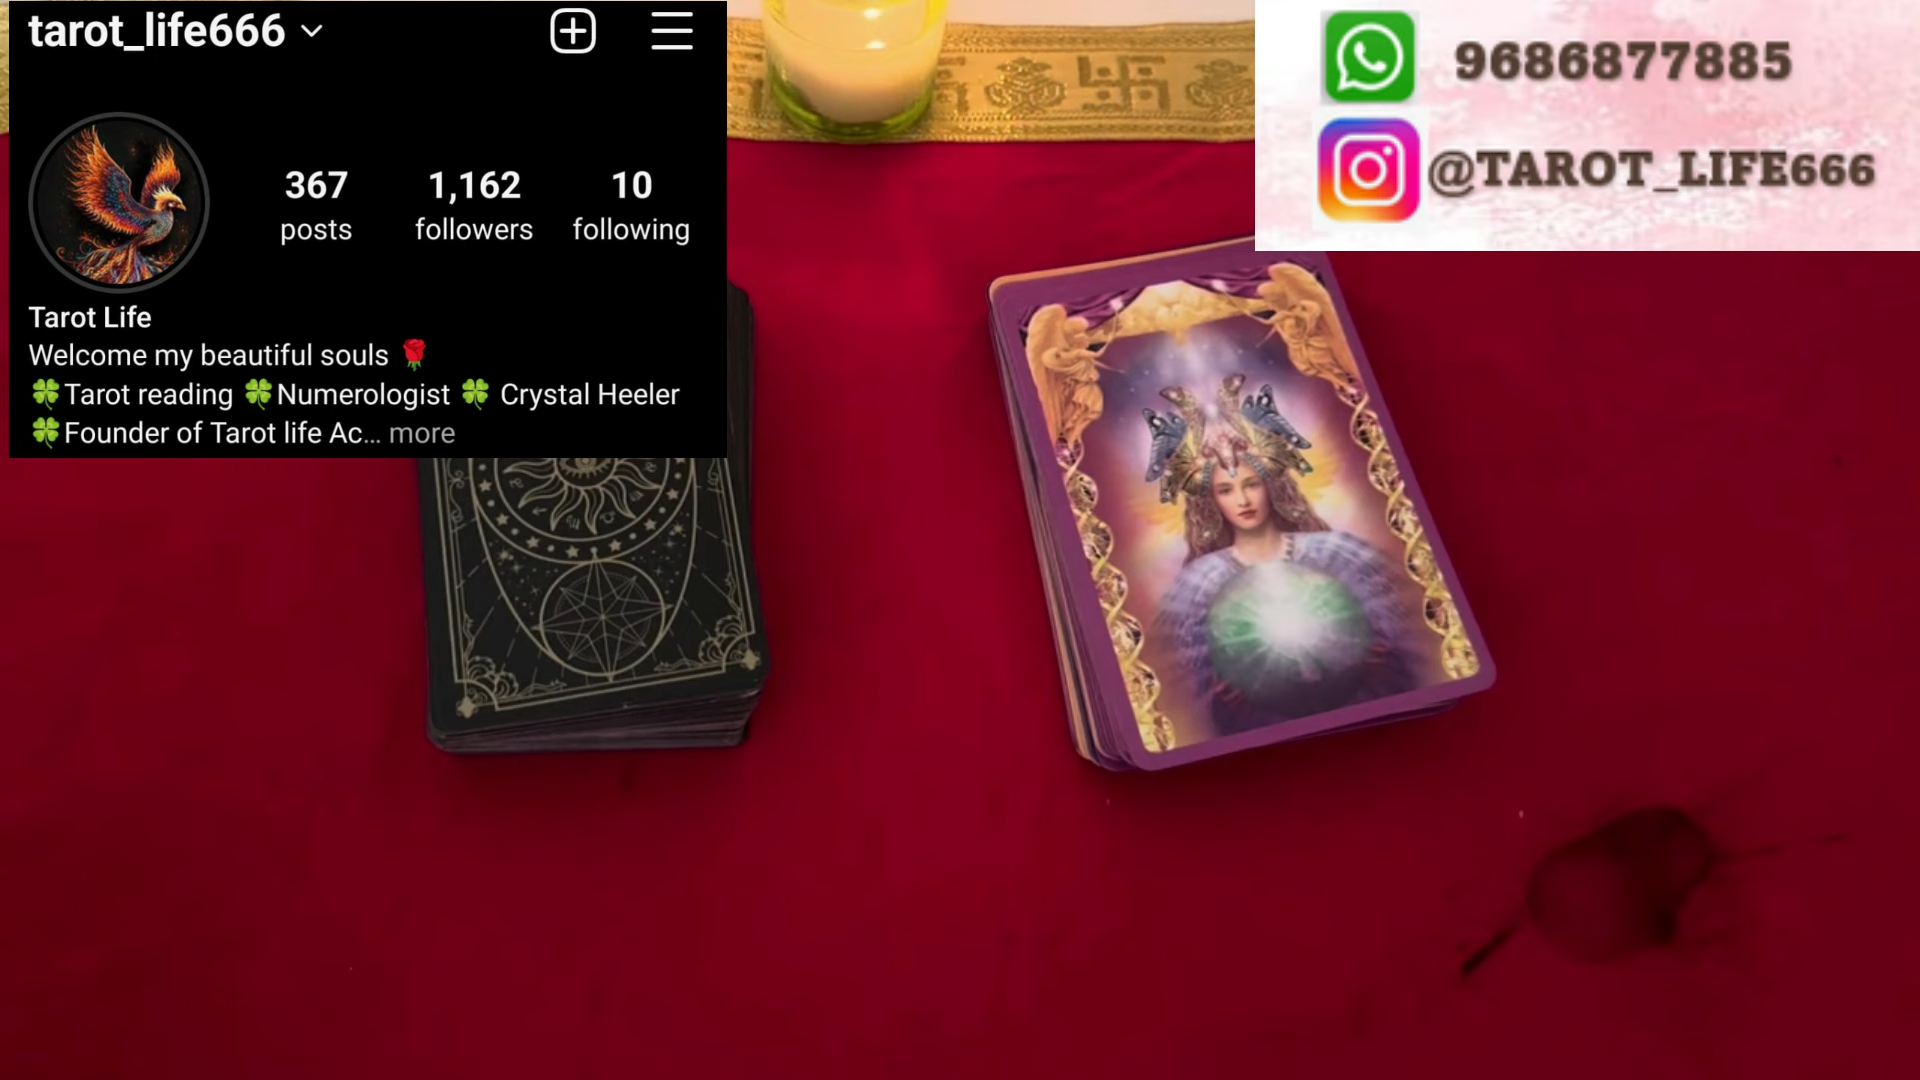 tarot_life666
367
posts
1,162
followers
10
following
Tarot Life
Welcome my beautiful souls 🌹
🍀Tarot reading 🍀Numerologist 🍀 Crystal Heeler
🍀Founder of Tarot life Ac... more
9686877885
@TAROT_LIFE666